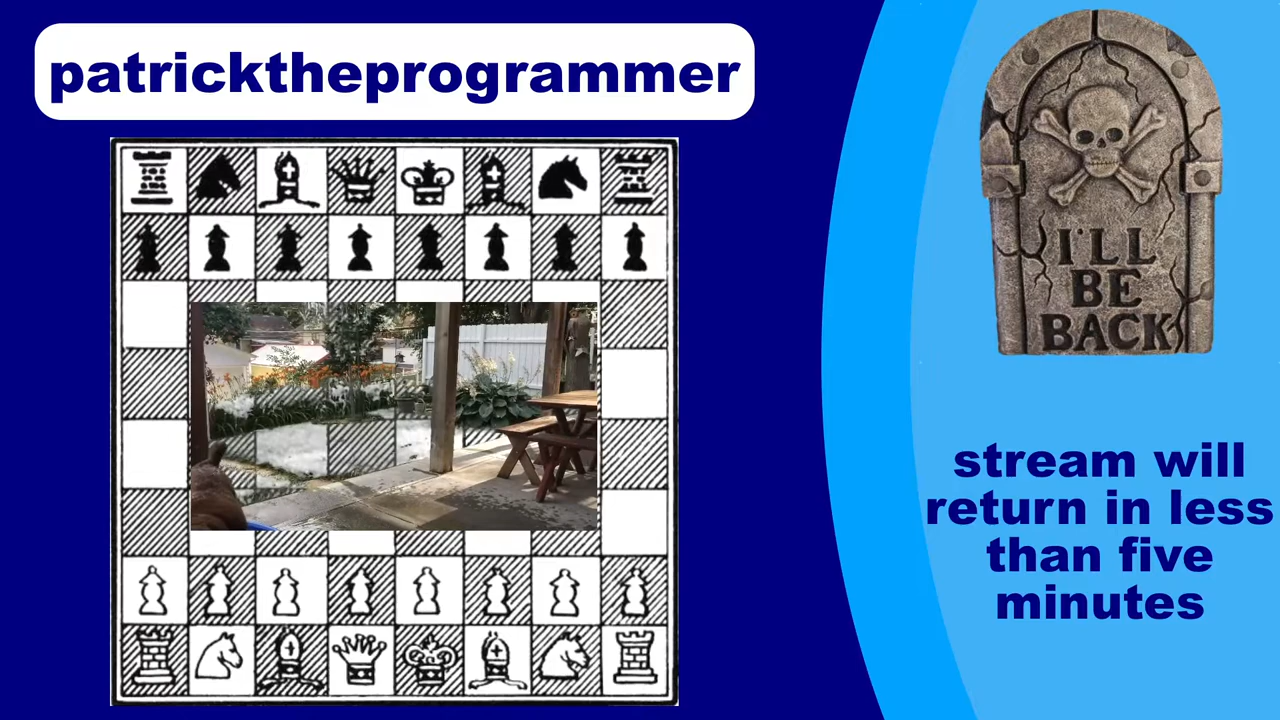 patricktheprogrammer
I'LL
BE
BACK
stream will
return in less
than five
minutes